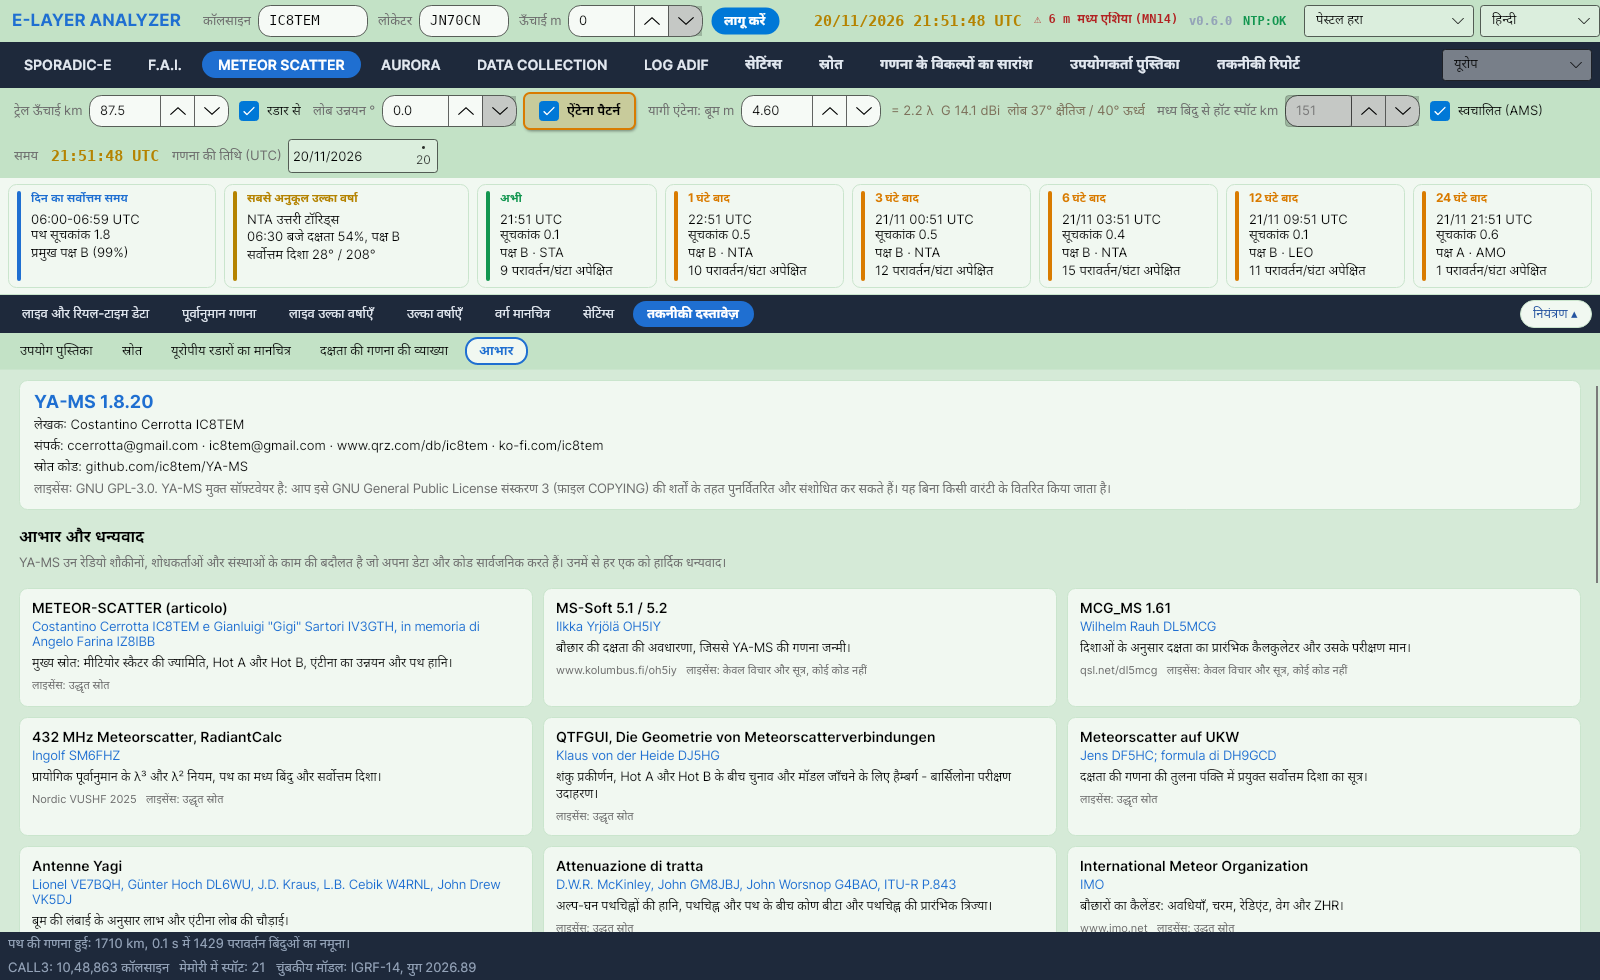 E-LAYER ANALYZER कॉलसाइन IC8TEM लोकेटर JN70CN ऊँचाई m 0 लागू करें 20/11/2026 21:51:48 UTC ⚠ 6 m मध्य एशिया (MN14) v0.6.0 NTP:OK पेस्टल हरा हिन्दी
SPORADIC-E F.A.I. METEOR SCATTER AURORA DATA COLLECTION LOG ADIF सेटिंग्स स्रोत गणना के विकल्पों का सारांश उपयोगकर्ता पुस्तिका तकनीकी रिपोर्ट यूरोप
ट्रेल ऊँचाई km 87.5 रडार से लोब उन्नयन ° 0.0 ऐंटेना पैटर्न यागी एंटेना: बूम m 4.60 = 2.2 λ G 14.1 dBi लोब 37° क्षैतिज / 40° ऊर्ध्व मध्य बिंदु से हॉट स्पॉट km 151 स्वचालित (AMS)
समय 21:51:48 UTC गणना की तिथि (UTC) 20/11/2026 20
दिन का सर्वोत्तम समय
06:00-06:59 UTC
पथ सूचकांक 1.8
प्रमुख पक्ष B (99%)
सबसे अनुकूल उल्का वर्षा
NTA उत्तरी टॉरिड्स
06:30 बजे दक्षता 54%, पक्ष B
सर्वोत्तम दिशा 28° / 208°
अभी
21:51 UTC
सूचकांक 0.1
पक्ष B · STA
9 परावर्तन/घंटा अपेक्षित
1 घंटे बाद
22:51 UTC
सूचकांक 0.5
पक्ष B · NTA
10 परावर्तन/घंटा अपेक्षित
3 घंटे बाद
21/11 00:51 UTC
सूचकांक 0.5
पक्ष B · NTA
12 परावर्तन/घंटा अपेक्षित
6 घंटे बाद
21/11 03:51 UTC
सूचकांक 0.4
पक्ष B · NTA
15 परावर्तन/घंटा अपेक्षित
12 घंटे बाद
21/11 09:51 UTC
सूचकांक 0.1
पक्ष B · LEO
11 परावर्तन/घंटा अपेक्षित
24 घंटे बाद
21/11 21:51 UTC
सूचकांक 0.6
पक्ष A · AMO
1 परावर्तन/घंटा अपेक्षित
लाइव और रियल-टाइम डेटा पूर्वानुमान गणना लाइव उल्का वर्षाएँ उल्का वर्षाएँ वर्ग मानचित्र सेटिंग्स तकनीकी दस्तावेज़ नियंत्रण ▴
उपयोग पुस्तिका स्रोत यूरोपीय रडारों का मानचित्र दक्षता की गणना की व्याख्या आभार
YA-MS 1.8.20
लेखक: Costantino Cerrotta IC8TEM
संपर्क: ccerrotta@gmail.com · ic8tem@gmail.com · www.qrz.com/db/ic8tem · ko-fi.com/ic8tem
स्रोत कोड: github.com/ic8tem/YA-MS
लाइसेंस: GNU GPL-3.0. YA-MS मुक्त सॉफ़्टवेयर है: आप इसे GNU General Public License संस्करण 3 (फ़ाइल COPYING) की शर्तों के तहत पुनर्वितरित और संशोधित कर सकते हैं। यह बिना किसी वारंटी के वितरित किया जाता है।
आभार और धन्यवाद
YA-MS उन रेडियो शौकीनों, शोधकर्ताओं और संस्थाओं के काम की बदौलत है जो अपना डेटा और कोड सार्वजनिक करते हैं। उनमें से हर एक को हार्दिक धन्यवाद।
METEOR-SCATTER (articolo)
Costantino Cerrotta IC8TEM e Gianluigi "Gigi" Sartori IV3GTH, in memoria di
Angelo Farina IZ8IBB
मुख्य स्रोत: मीटियोर स्कैटर की ज्यामिति, Hot A और Hot B, एंटीना का उन्नयन और पथ हानि।
लाइसेंस: उद्धृत स्रोत
MS-Soft 5.1 / 5.2
Ilkka Yrjölä OH5IY
बौछार की दक्षता की अवधारणा, जिससे YA-MS की गणना जन्मी।
www.kolumbus.fi/oh5iy लाइसेंस: केवल विचार और सूत्र, कोई कोड नहीं
MCG_MS 1.61
Wilhelm Rauh DL5MCG
दिशाओं के अनुसार दक्षता का प्रारंभिक कैलकुलेटर और उसके परीक्षण मान।
qsl.net/dl5mcg लाइसेंस: केवल विचार और सूत्र, कोई कोड नहीं
432 MHz Meteorscatter, RadiantCalc
Ingolf SM6FHZ
प्रायोगिक पूर्वानुमान के λ³ और λ² नियम, पथ का मध्य बिंदु और सर्वोत्तम दिशा।
Nordic VUSHF 2025 लाइसेंस: उद्धृत स्रोत
QTFGUI, Die Geometrie von Meteorscatterverbindungen
Klaus von der Heide DJ5HG
शंकु प्रकीर्णन, Hot A और Hot B के बीच चुनाव और मॉडल जाँचने के लिए हैम्बर्ग - बार्सिलोना परीक्षण
उदाहरण।
लाइसेंस: उद्धृत स्रोत
Meteorscatter auf UKW
Jens DF5HC; formula di DH9GCD
दक्षता की गणना की तुलना पंक्ति में प्रयुक्त सर्वोत्तम दिशा का सूत्र।
लाइसेंस: उद्धृत स्रोत
Antenne Yagi
Lionel VE7BQH, Günter Hoch DL6WU, J.D. Kraus, L.B. Cebik W4RNL, John Drew
VK5DJ
बूम की लंबाई के अनुसार लाभ और एंटीना लोब की चौड़ाई।
Attenuazione di tratta
D.W.R. McKinley, John GM8JBJ, John Worsnop G4BAO, ITU-R P.843
अल्प-घन पथचिह्नों की हानि, पथचिह्न और पथ के बीच कोण बीटा और पथचिह्न की प्रारंभिक त्रिज्या।
लाइसेंस: उद्धृत स्रोत
International Meteor Organization
IMO
बौछारों का कैलेंडर: अवधियाँ, चरम, रेडिएंट, वेग और ZHR।
www.imo.net लाइसेंस: उद्धृत स्रोत
पथ की गणना हुई: 1710 km, 0.1 s में 1429 परावर्तन बिंदुओं का नमूना।
CALL3: 10,48,863 कॉलसाइन मेमोरी में स्पॉट: 21 चुंबकीय मॉडल: IGRF-14, युग 2026.89